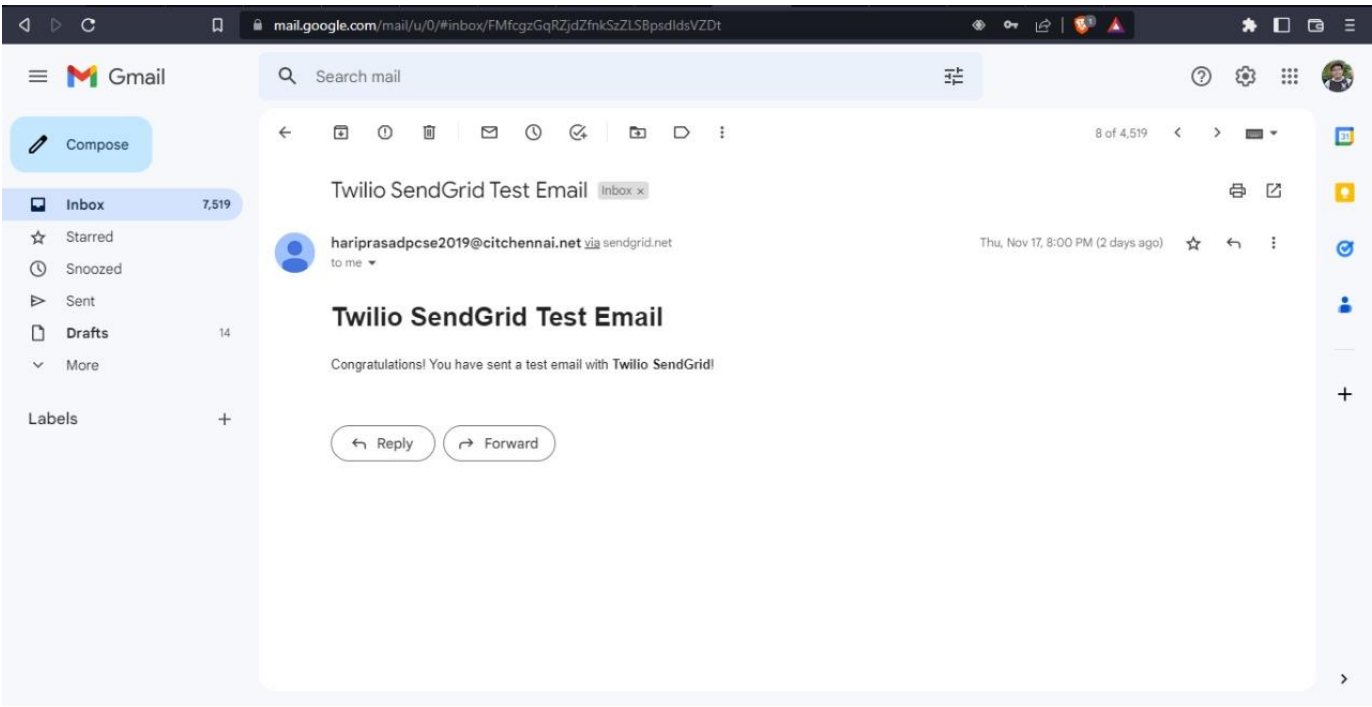 mail.google.com/mail/u/0/#inbox/FMfcgzGqRZjdZfnkSzZLSBpsdIdsVZDt
Gmail
Search mail
Compose
8 of 4,519
31
Twilio SendGrid Test Email Inbox x
Inbox 7,519
Starred
hariprasadpcse2019@citchennai.net via sendgrid.net Thu, Nov 17, 8:00 PM (2 days ago)
to me
Snoozed
Sent
Twilio SendGrid Test Email
Drafts 14
More
Congratulations! You have sent a test email with Twilio SendGrid!
Labels
Reply Forward